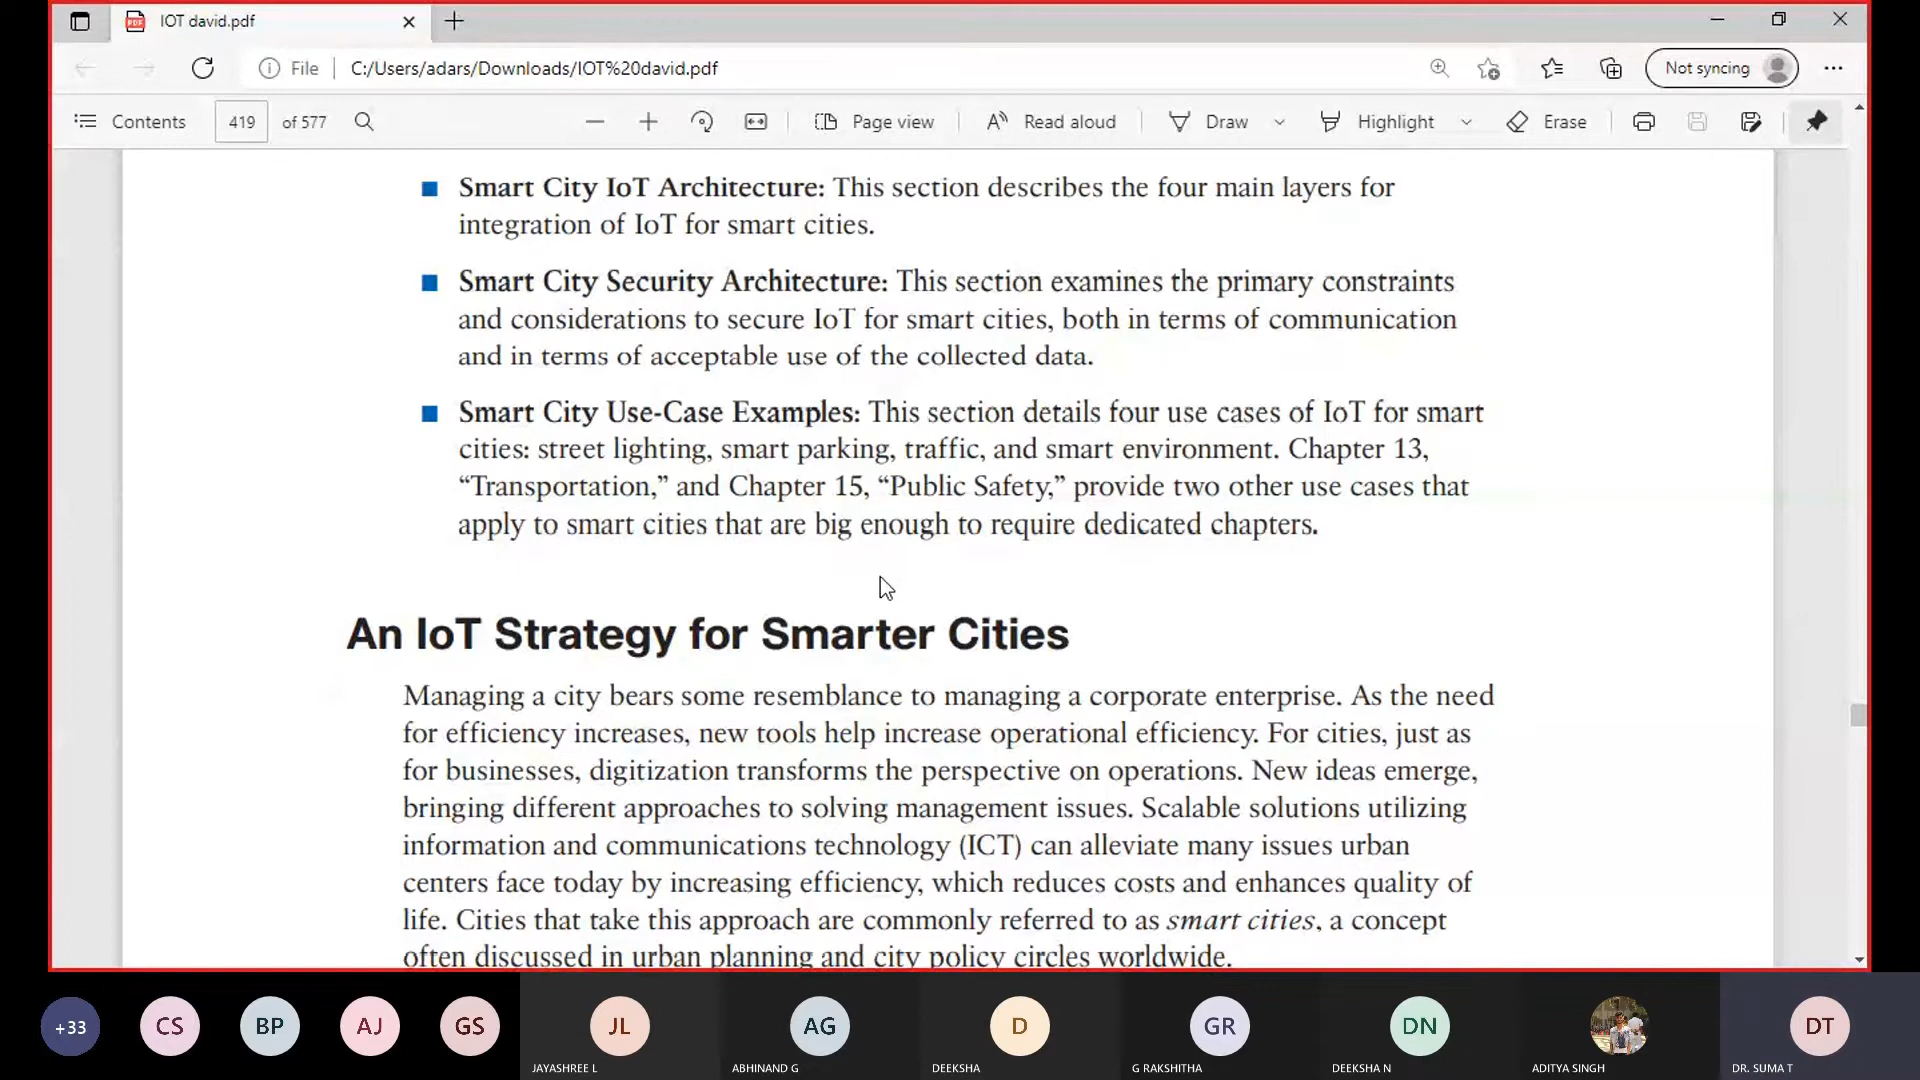 IOT david.pdf
File
C:/Users/adars/Downloads/IOT%20david.pdf
Not syncing
Contents
419
of 577
Page view
Read aloud
Draw
Highlight
Erase
Smart City IoT Architecture: This section describes the four main layers for
integration of IoT for smart cities.
Smart City Security Architecture: This section examines the primary constraints
and considerations to secure IoT for smart cities, both in terms of communication
and in terms of acceptable use of the collected data.
Smart City Use-Case Examples: This section details four use cases of IoT for smart
cities: street lighting, smart parking, traffic, and smart environment. Chapter 13,
“Transportation,” and Chapter 15, “Public Safety,” provide two other use cases that
apply to smart cities that are big enough to require dedicated chapters.
An IoT Strategy for Smarter Cities
Managing a city bears some resemblance to managing a corporate enterprise. As the need
for efficiency increases, new tools help increase operational efficiency. For cities, just as
for businesses, digitization transforms the perspective on operations. New ideas emerge,
bringing different approaches to solving management issues. Scalable solutions utilizing
information and communications technology (ICT) can alleviate many issues urban
centers face today by increasing efficiency, which reduces costs and enhances quality of
life. Cities that take this approach are commonly referred to as smart cities, a concept
often discussed in urban planning and city policy circles worldwide.
+33
CS
BP
AJ
GS
JL
AG
D
GR
DN
DT
JAYASHREE L
ABHINAND G
DEEKSHA
G RAKSHITHA
DEEKSHA N
ADITYA SINGH
DR. SUMA T